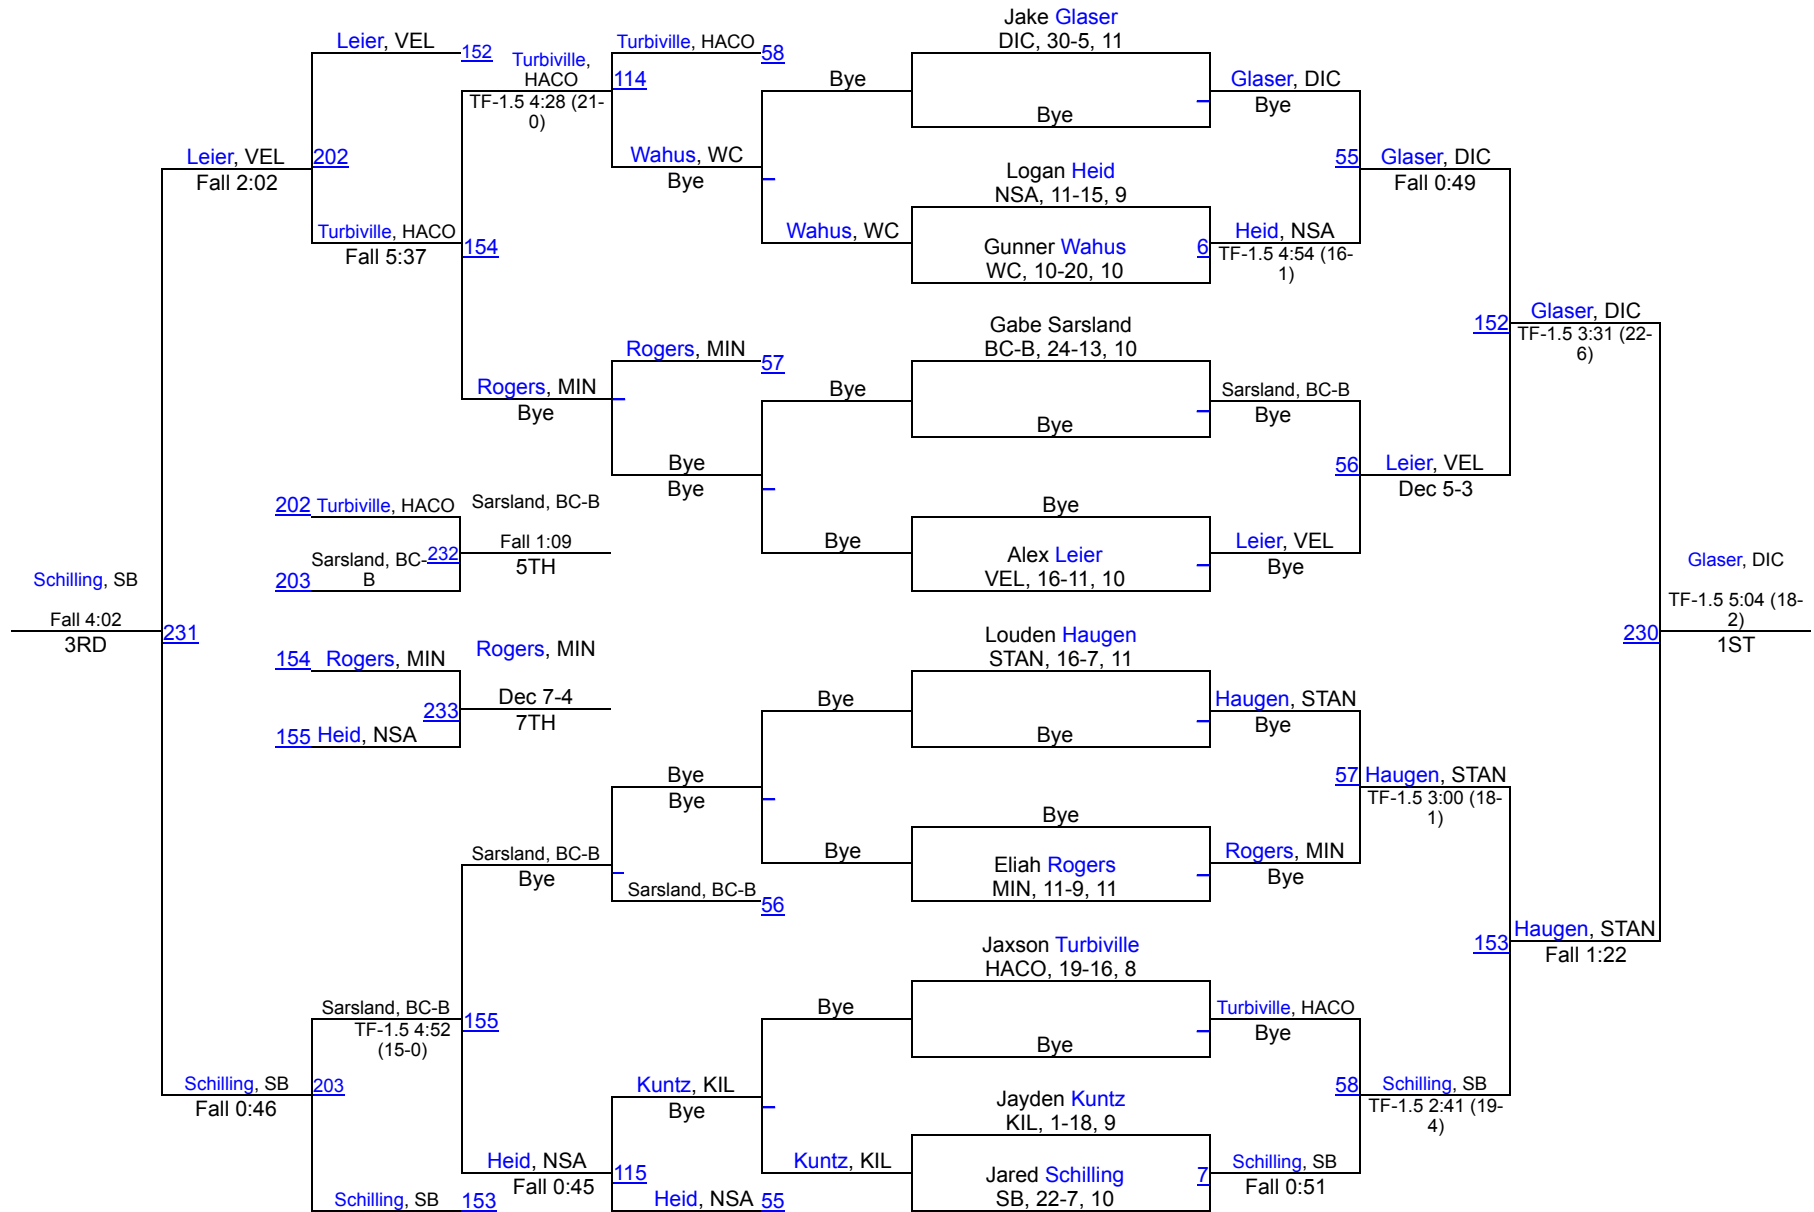 Jake Glaser
DIC, 30-5, 11
Bye
Logan Heid
NSA, 11-15, 9
Gunner Wahus
WC, 10-20, 10
6
Gabe Sarsland
BC-B, 24-13, 10
Bye
Bye
Alex Leier
VEL, 16-11, 10
Louden Haugen
STAN, 16-7, 11
Bye
Bye
Eliah Rogers
MIN, 11-9, 11
Jaxson Turbiville
HACO, 19-16, 8
Bye
Jayden Kuntz
KIL, 1-18, 9
Jared Schilling
SB, 22-7, 10
7
Glaser, DIC
Bye
55
Heid, NSA
TF-1.5 4:54 (16-
1)
Sarsland, BC-B
Bye
56
Leier, VEL
Bye
Haugen, STAN
Bye
57
Rogers, MIN
Bye
Turbiville, HACO
Bye
58
Schilling, SB
Fall 0:51
Glaser, DIC
Fall 0:49
152
Leier, VEL
Dec 5-3
Haugen, STAN
TF-1.5 3:00 (18-
1)
153
Schilling, SB
TF-1.5 2:41 (19-
4)
Glaser, DIC
TF-1.5 3:31 (22-
6)
230
Haugen, STAN
Fall 1:22
Glaser, DIC
TF-1.5 5:04 (18-
2)
1ST
Bye
Wahus, WC
Bye
Bye
Bye
Bye
Bye
Kuntz, KIL
Turbiville, HACO 58
114
Wahus, WC
Bye
Rogers, MIN
57
Bye
Bye
Bye
Bye
Sarsland, BC-B
56
Kuntz, KIL
Bye
115
Heid, NSA 55
Turbiville,
HACO
TF-1.5 4:28 (21-
0)
154
Rogers, MIN
Bye
Sarsland, BC-B
Bye
155
Heid, NSA
Fall 0:45
Leier, VEL
152
202
Turbiville, HACO
Fall 5:37
Sarsland, BC-B
TF-1.5 4:52
(15-0)
203
Schilling, SB 153
Leier, VEL
Fall 2:02
231
Schilling, SB
Fall 0:46
Schilling, SB
Fall 4:02
3RD
202 Turbiville, HACO
Sarsland, BC-
B
203
232
Sarsland, BC-B
Fall 1:09
5TH
154 Rogers, MIN
155 Heid, NSA
233
Rogers, MIN
Dec 7-4
7TH